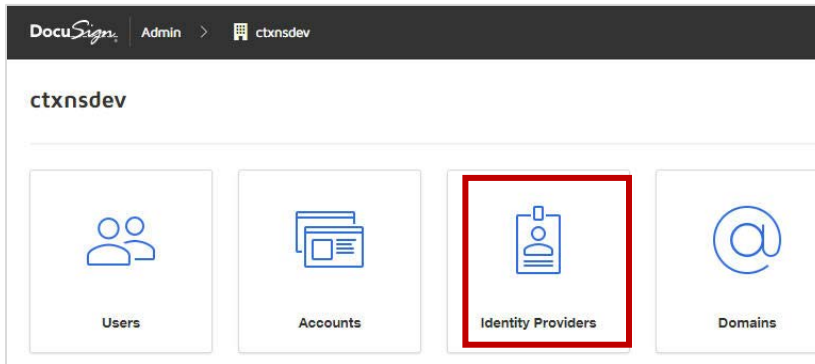 DocuSign Admin > ctxnsdev
ctxnsdev
Users Accounts Identity Providers Domains